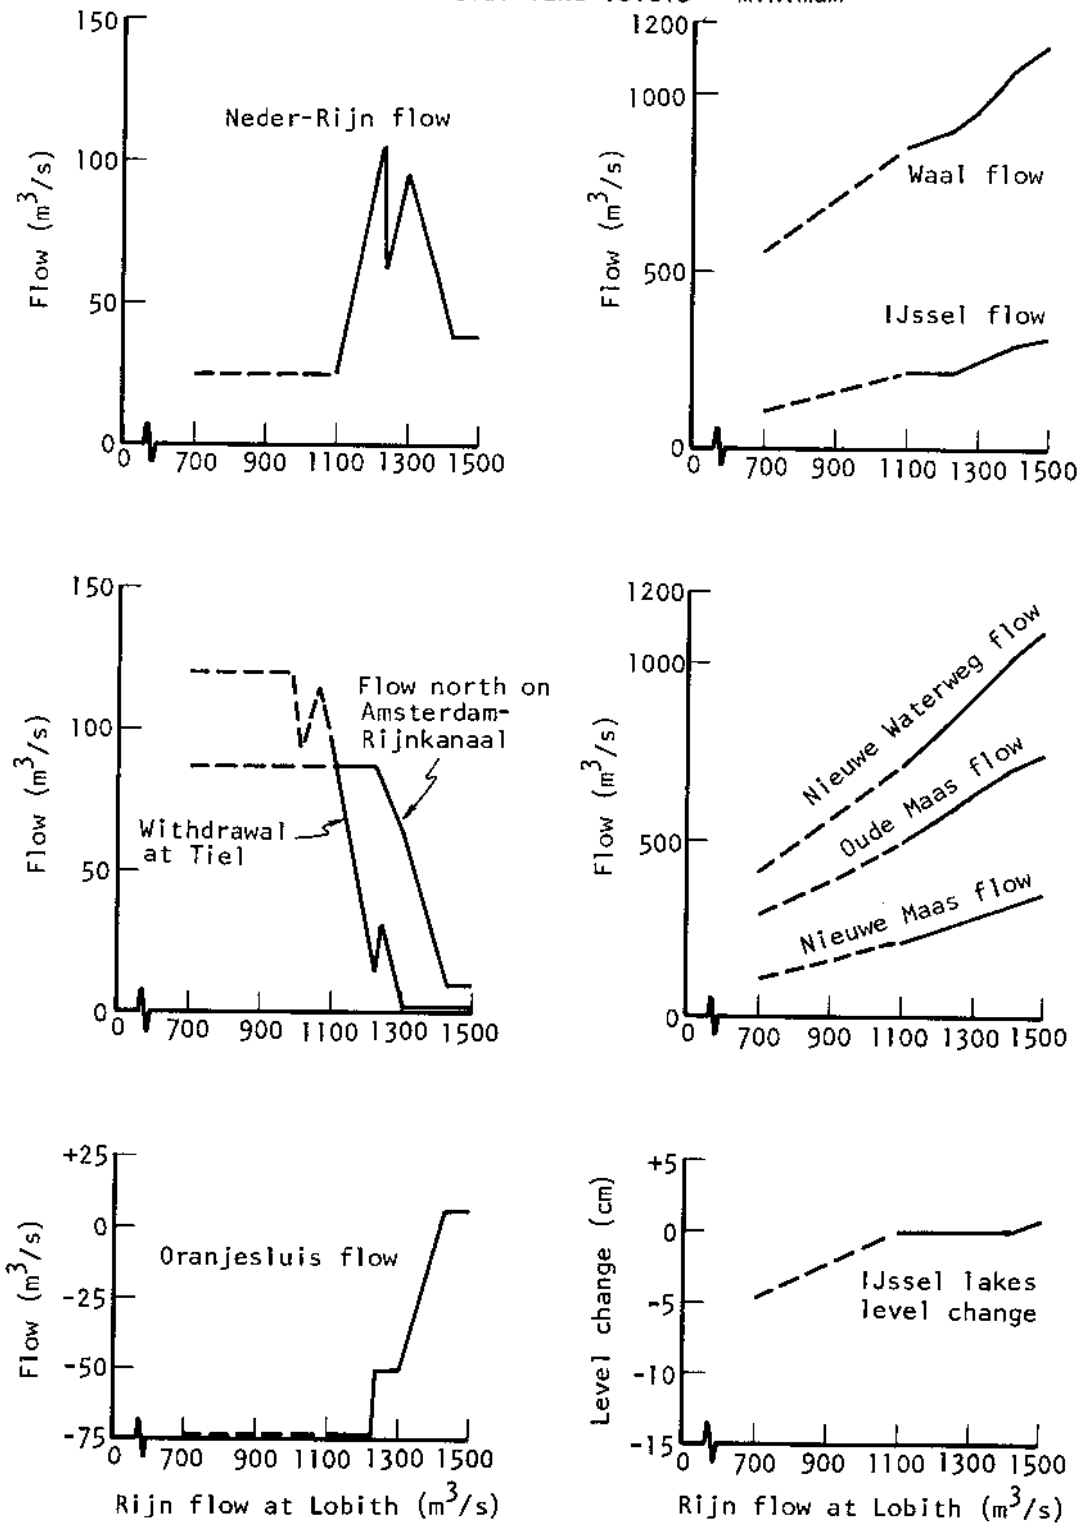 150
100
50
0
Flow (m³/s)
Neder-Rijn flow
0 700 900 1100 1300 1500
1200
1000
500
0
Flow (m³/s)
Waal flow
IJssel flow
0 700 900 1100 1300 1500
150
100
50
0
Flow (m³/s)
Flow north on
Amsterdam-
Rijnkanaal
Withdrawal
at Tiel
0 700 900 1100 1300 1500
1200
1000
500
0
Flow (m³/s)
Nieuwe Waterweg flow
Oude Maas flow
Nieuwe Maas flow
0 700 900 1100 1300 1500
+25
0
-25
-50
-75
Flow (m³/s)
Oranjesluis flow
0 700 900 1100 1300 1500
Rijn flow at Lobith (m³/s)
+5
0
-5
-10
-15
Level change (cm)
IJssel lakes
level change
0 700 900 1100 1300 1500
Rijn flow at Lobith (m³/s)